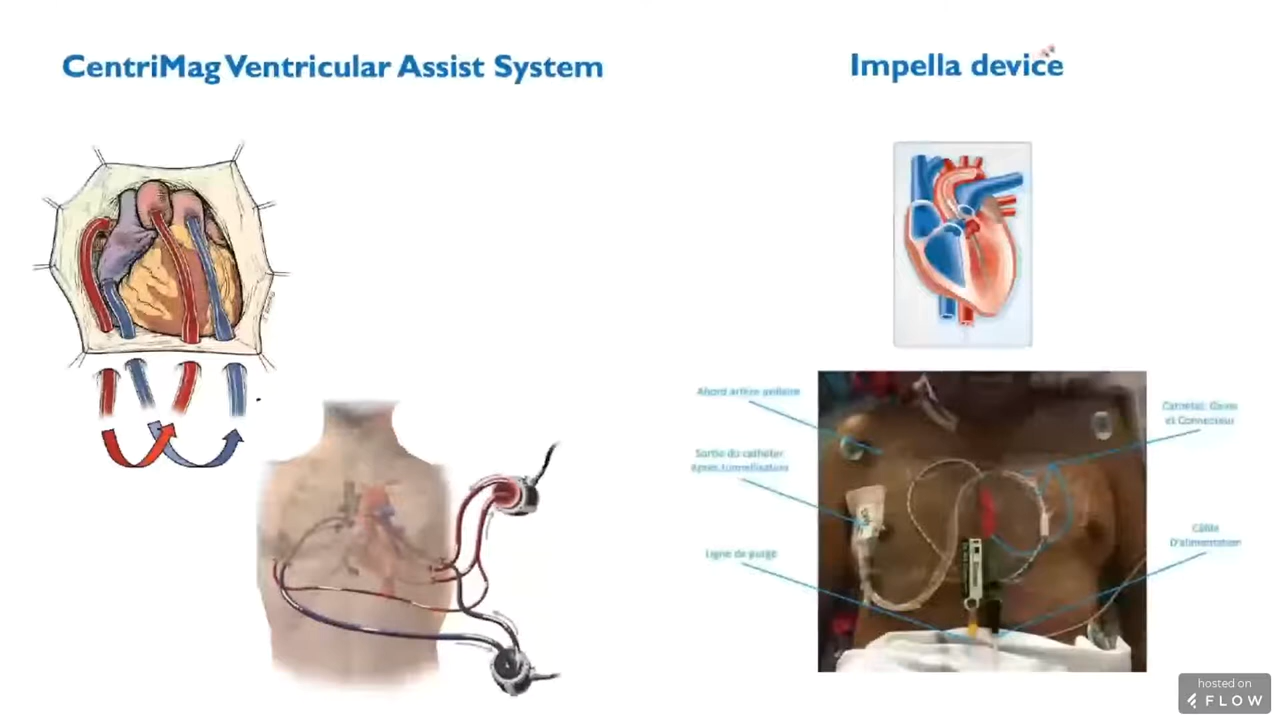 CentriMag Ventricular Assist System
Impella device
Abord artère axillaire
Sortie du cathéter
Après tunnellisation
Ligne de purge
Cathéter, Gaine
et Connecteur
Câble
D'alimentation
hosted on
FLOW